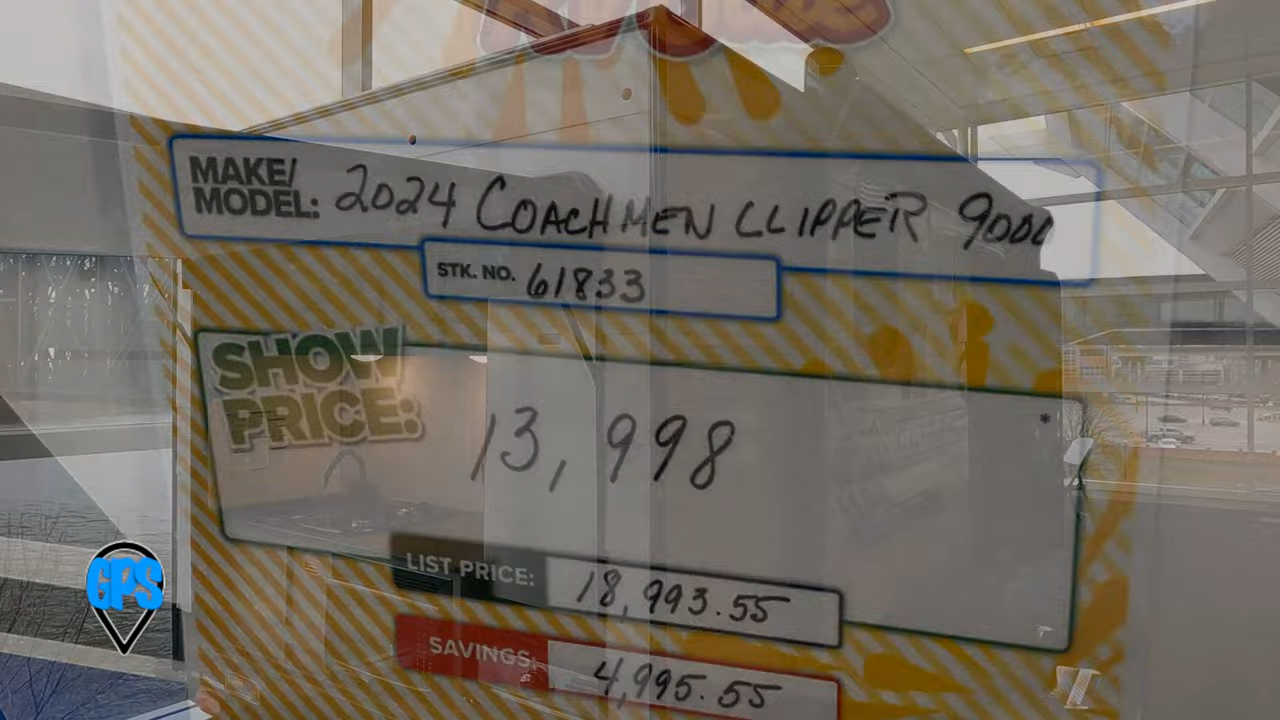 MAKE/
MODEL: 2024 COACHMEN CLIPPER 9000
STK. NO. 61833
SHOW
PRICE: 13,998 *
LIST PRICE: 18,993.55
SAVINGS: 4,995.55
GPS